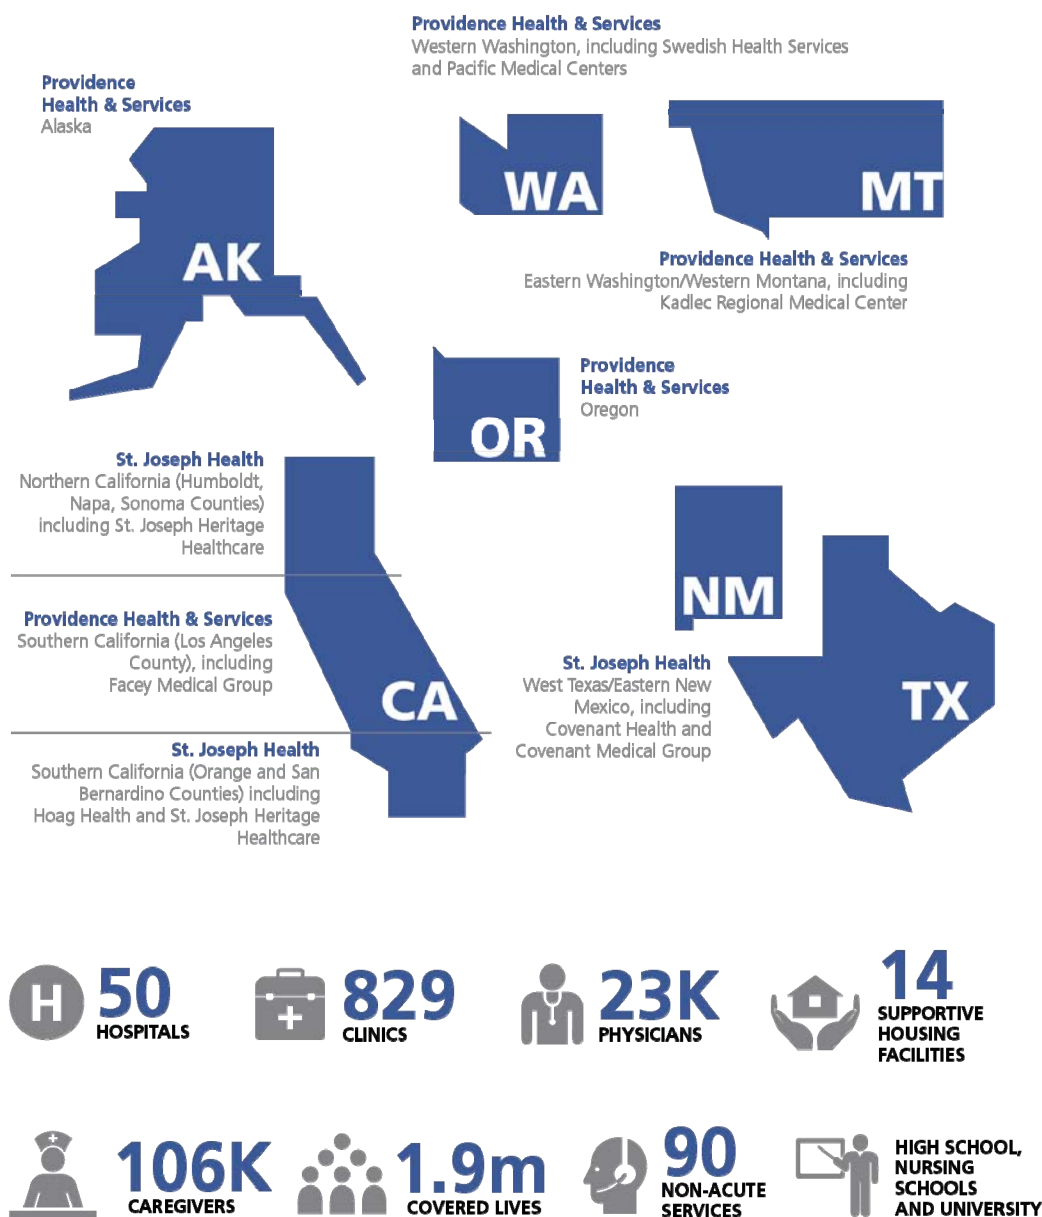 Providence Health & Services
Western Washington, including Swedish Health Services
and Pacific Medical Centers
Providence
Health & Services
Alaska
AK
WA
MT
Providence Health & Services
Eastern Washington/Western Montana, including
Kadlec Regional Medical Center
OR
Providence
Health & Services
Oregon
St. Joseph Health
Northern California (Humboldt,
Napa, Sonoma Counties)
including St. Joseph Heritage
Healthcare
Providence Health & Services
Southern California (Los Angeles
County), including
Facey Medical Group
CA
St. Joseph Health
Southern California (Orange and San
Bernardino Counties) including
Hoag Health and St. Joseph Heritage
Healthcare
NM
St. Joseph Health
West Texas/Eastern New
Mexico, including
Covenant Health and
Covenant Medical Group
TX
H
50
HOSPITALS
829
CLINICS
23K
PHYSICIANS
14
SUPPORTIVE
HOUSING
FACILITIES
106K
CAREGIVERS
1.9m
COVERED LIVES
90
NON-ACUTE
SERVICES
HIGH SCHOOL,
NURSING
SCHOOLS
AND UNIVERSITY